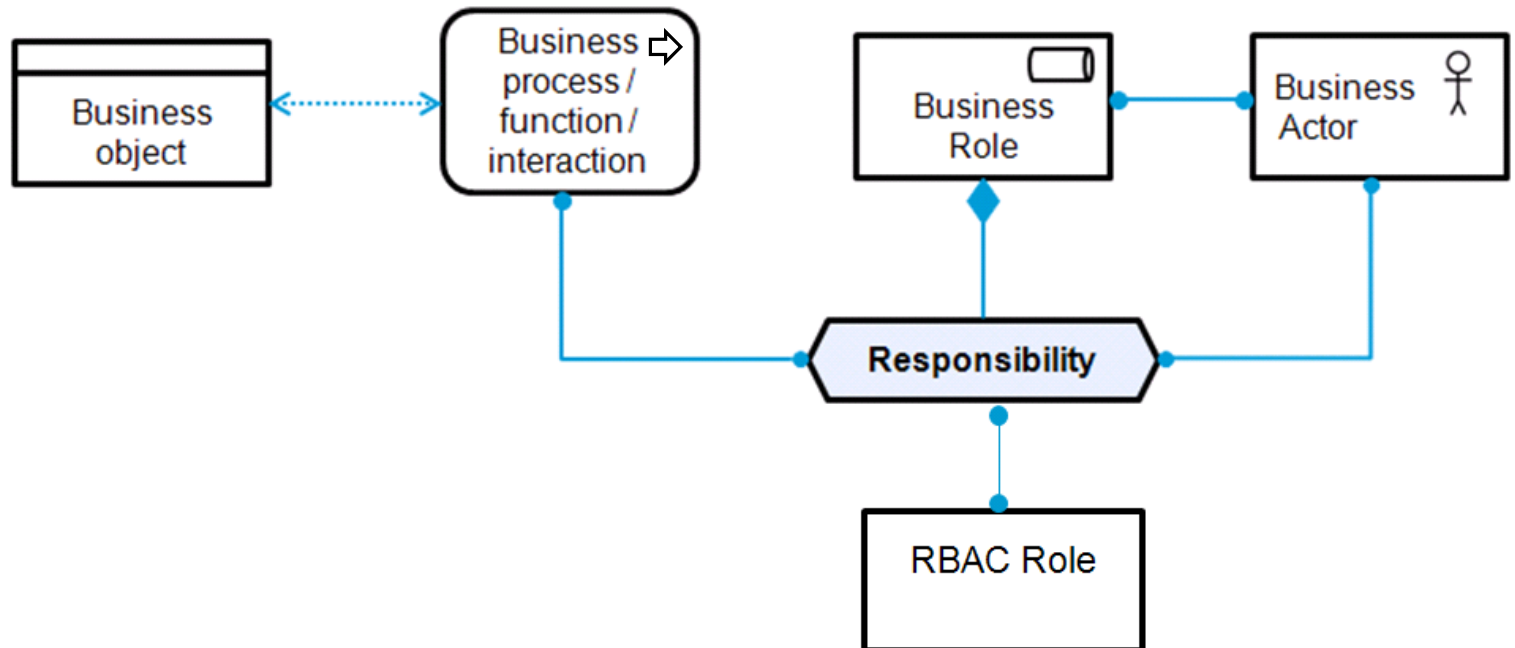 Business
object
Business
process /
function /
interaction
Business
Role
Business
Actor
Responsibility
RBAC Role